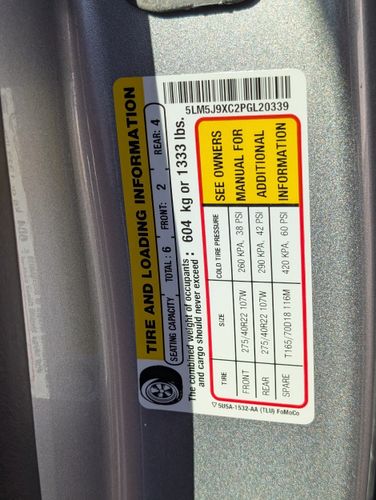 5LM5J9XC2PGL20339
TIRE AND LOADING INFORMATION
SEATING CAPACITY TOTAL: 6 FRONT: 2 REAR: 4
The combined weight of occupants and cargo should never exceed: 604 kg or 1333 lbs.
TIRE SIZE COLD TIRE PRESSURE
FRONT 275/40R22 107W 260 KPA, 38 PSI
REAR 275/40R22 107W 290 KPA, 42 PSI
SPARE T165/70D18 116M 420 KPA, 60 PSI
SEE OWNERS
MANUAL FOR
ADDITIONAL
INFORMATION
5U5A-1532-AA (TLU) FoMoCo